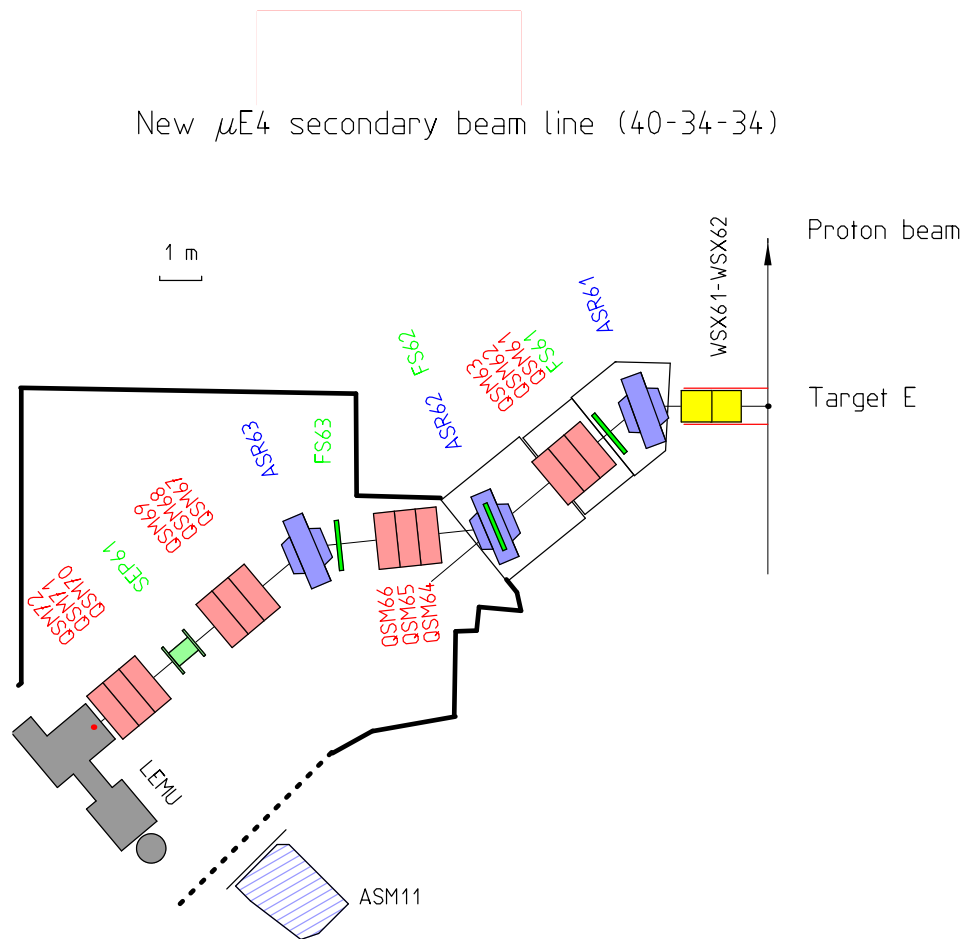 New μE4 secondary beam line (40-34-34)
WSX61-WSX62
Proton beam
1 m
ASR61
FS61
QSM61
QSM62
QSM63
FS62
Target E
ASR62
FS63
ASR63
QSM67
QSM68
QSM69
SEP61
QSM70
QSM71
QSM72
QSM66
QSM65
QSM64
LEMU
ASM11